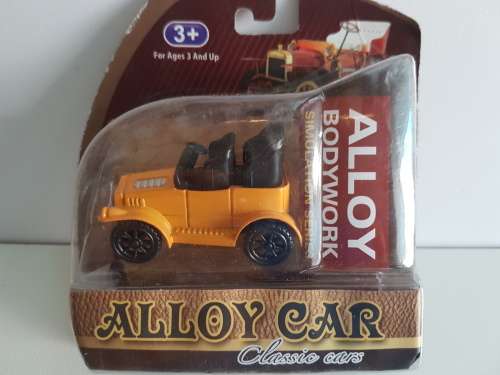 3+
For Ages 3 And Up
ALLOY
BODYWORK
ALLOY CAR
Classic cars